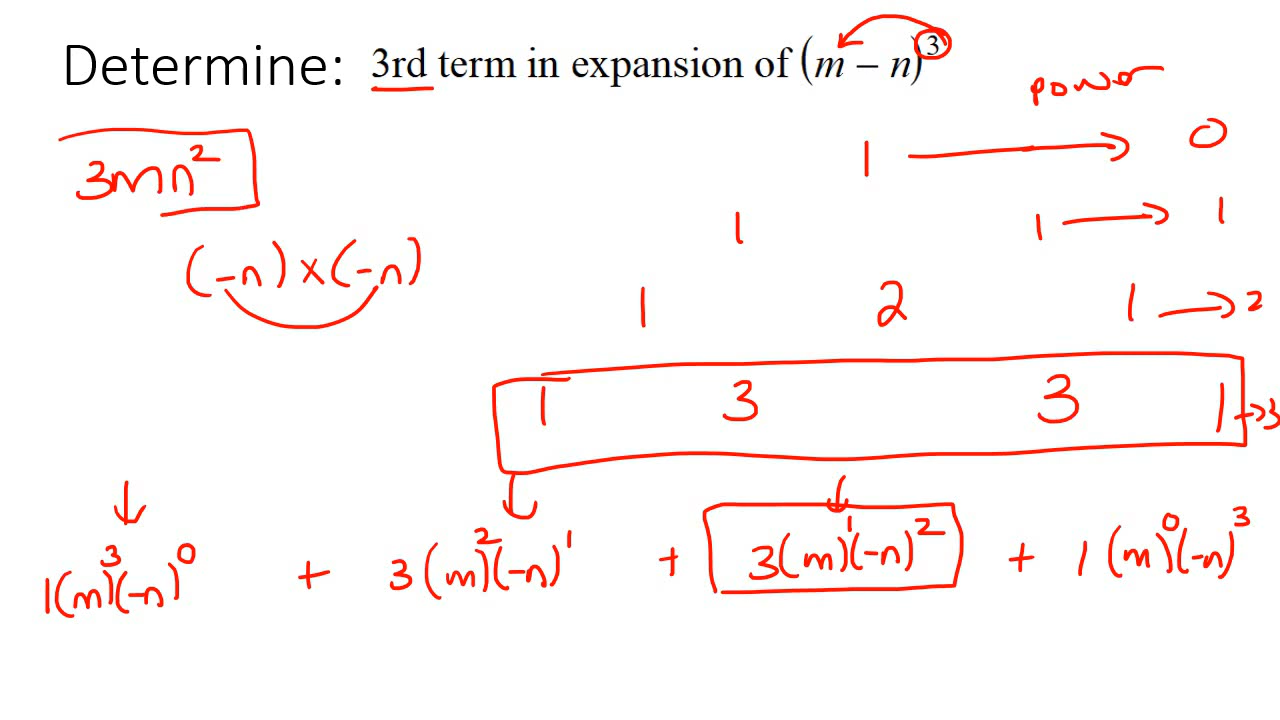 Determine: 3rd term in expansion of (m − n)³
power
1 → 0
3mn²
1 1 → 1
(-n) × (-n)
1 2 1 → 2
1 3 3 1 → 3
1(m)³(-n)⁰ + 3(m)²(-n)¹ + 3(m)¹(-n)² + 1(m)⁰(-n)³